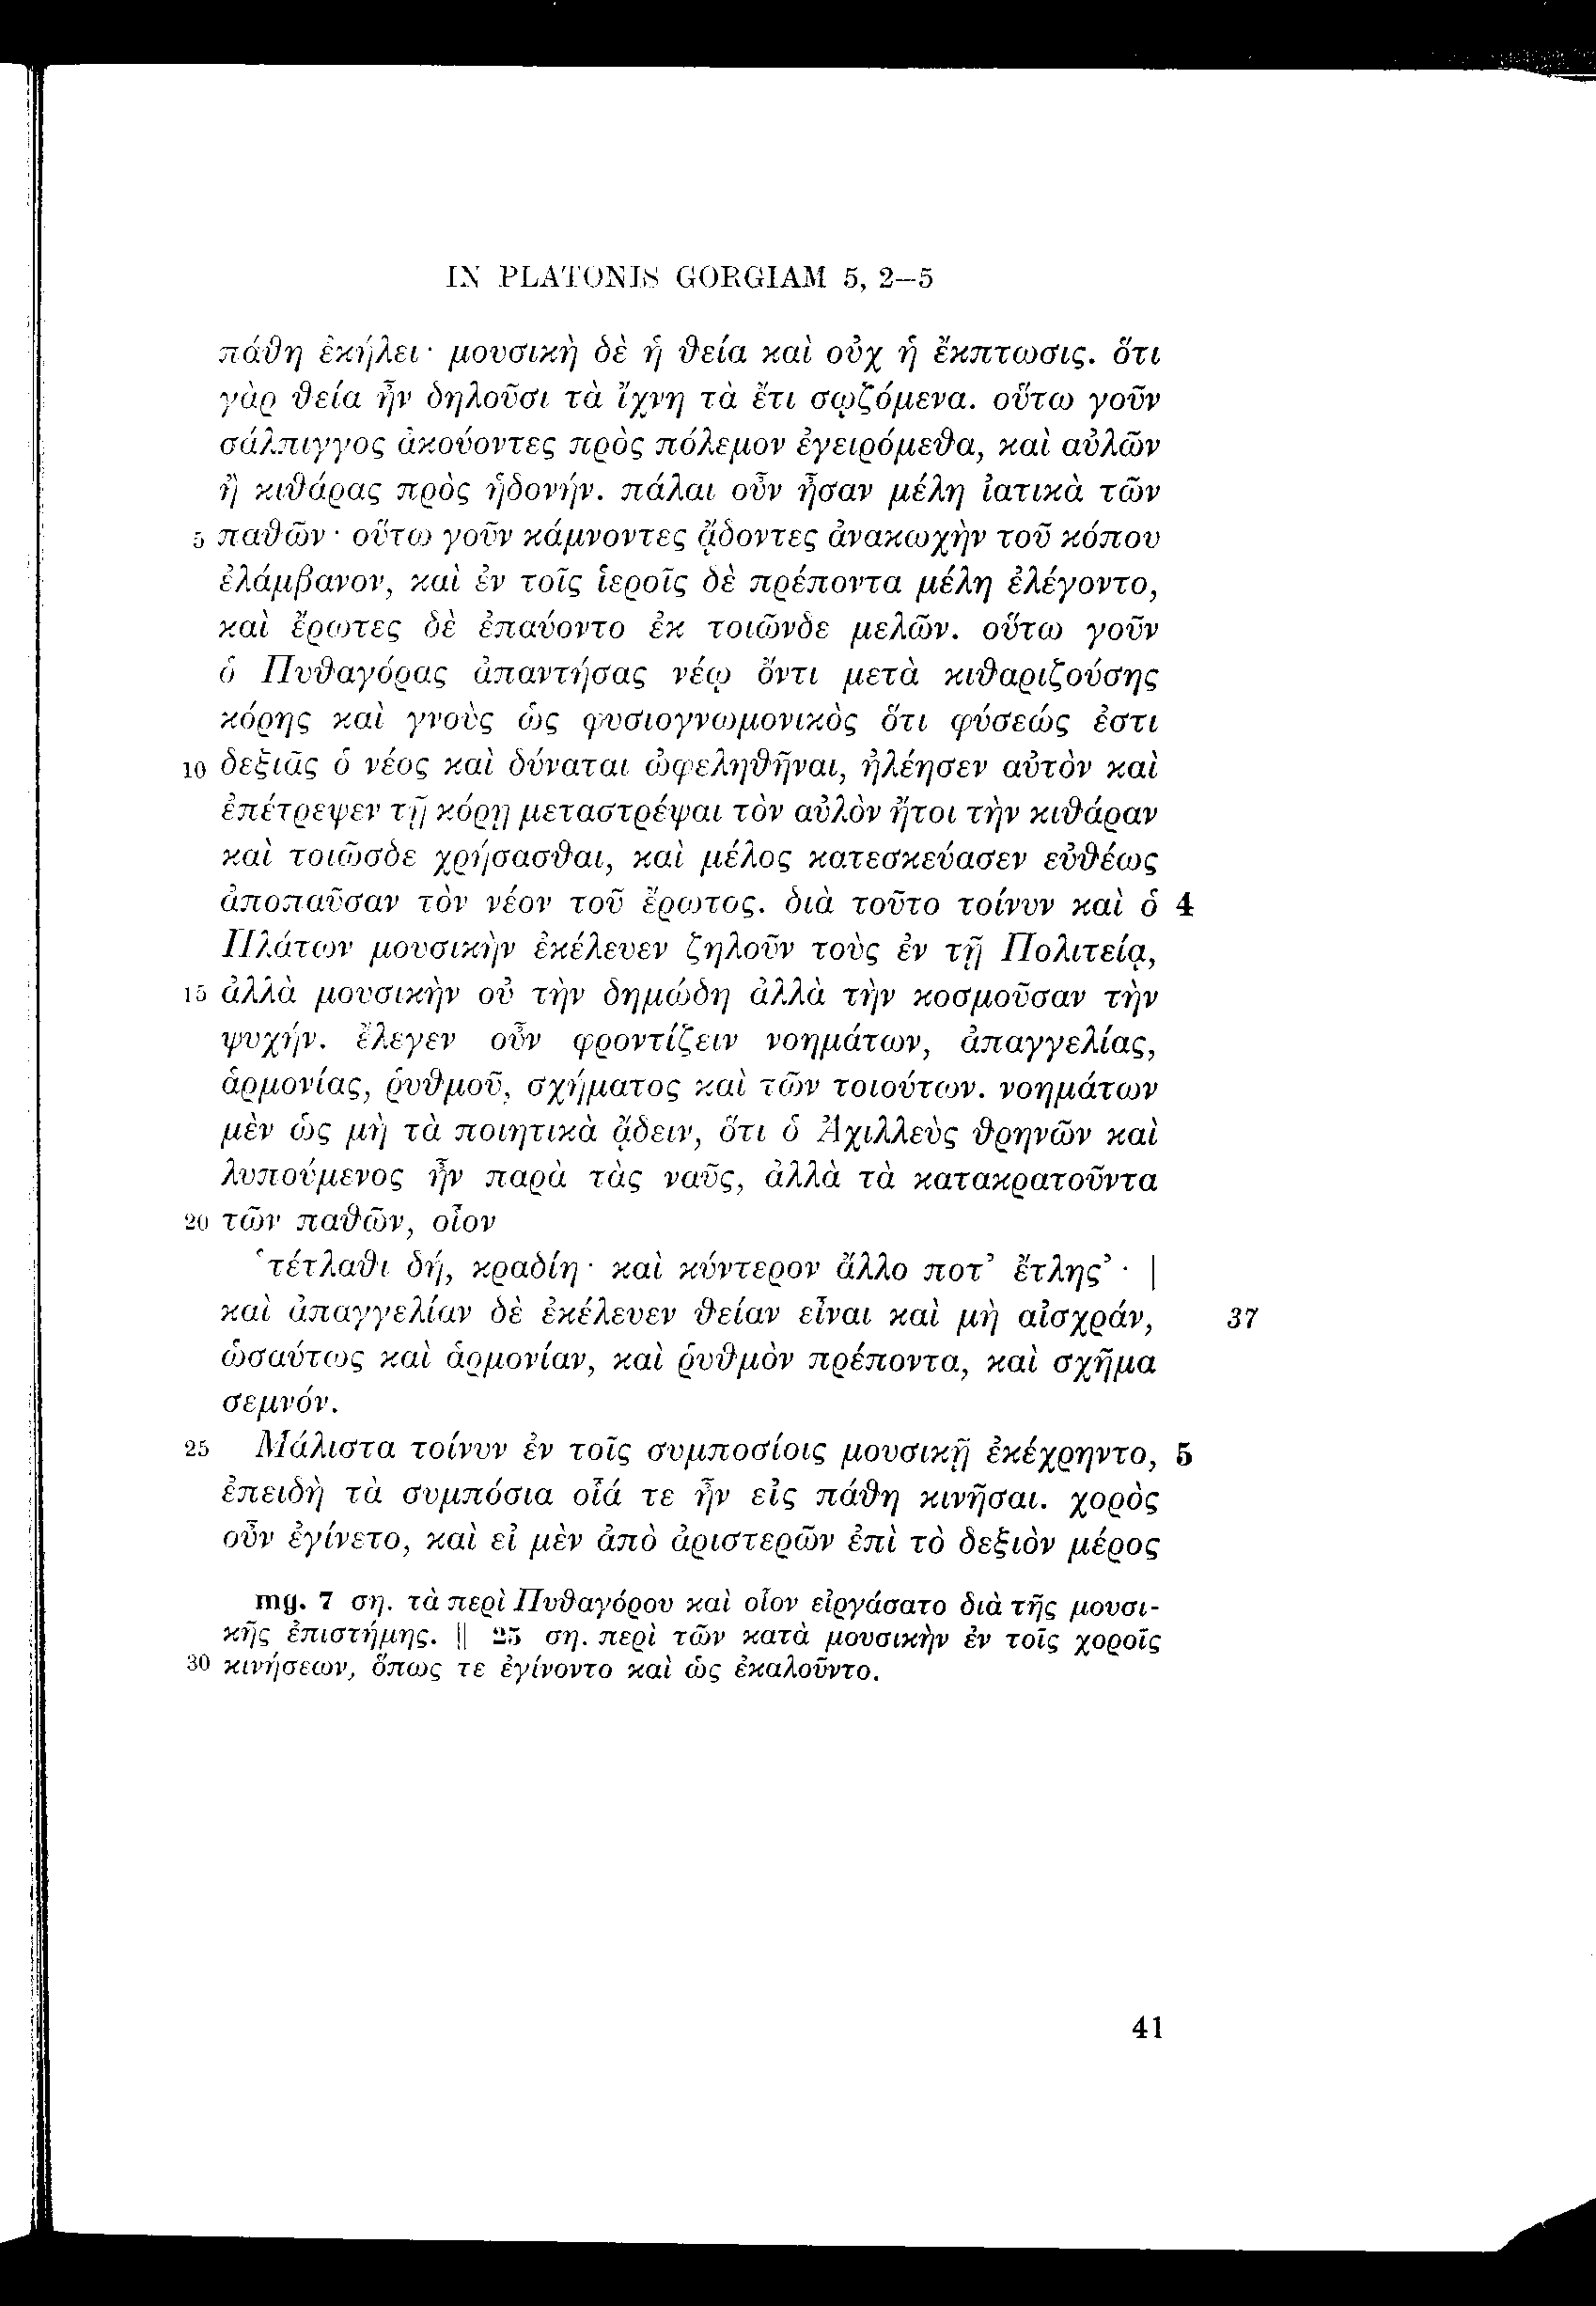 IN PLATONIS GORGIAM 5, 2–5
πάθη ἐκήλει· μουσικὴ δὲ ἡ θεία καὶ οὐχ ἡ ἔκπτωσις. ὅτι
γὰρ θεία ἦν δηλοῦσι τὰ ἴχνη τὰ ἔτι σῳζόμενα. οὕτω γοῦν
σάλπιγγος ἀκούοντες πρὸς πόλεμον ἐγειρόμεθα, καὶ αὐλῶν
ἢ κιθάρας πρὸς ἡδονήν. πάλαι οὖν ἦσαν μέλη ἰατικὰ τῶν
5 παθῶν· οὕτω γοῦν κάμνοντες ᾄδοντες ἀνακωχὴν τοῦ κόπου
ἐλάμβανον, καὶ ἐν τοῖς ἱεροῖς δὲ πρέποντα μέλη ἐλέγοντο,
καὶ ἔρωτες δὲ ἐπαύοντο ἐκ τοιῶνδε μελῶν. οὕτω γοῦν
ὁ Πυθαγόρας ἀπαντήσας νέῳ ὄντι μετὰ κιθαριζούσης
κόρης καὶ γνοὺς ὡς φυσιογνωμονικὸς ὅτι φύσεώς ἐστι
10 δεξιᾶς ὁ νέος καὶ δύναται ὠφεληθῆναι, ἠλέησεν αὐτὸν καὶ
ἐπέτρεψεν τῇ κόρῃ μεταστρέψαι τὸν αὐλὸν ἤτοι τὴν κιθάραν
καὶ τοιῶσδε χρήσασθαι, καὶ μέλος κατεσκεύασεν εὐθέως
ἀποπαῦσαν τὸν νέον τοῦ ἔρωτος. διὰ τοῦτο τοίνυν καὶ ὁ 4
Πλάτων μουσικὴν ἐκέλευεν ζηλοῦν τοὺς ἐν τῇ Πολιτείᾳ,
15 ἀλλὰ μουσικὴν οὐ τὴν δημώδη ἀλλὰ τὴν κοσμοῦσαν τὴν
ψυχήν. ἔλεγεν οὖν φροντίζειν νοημάτων, ἀπαγγελίας,
ἁρμονίας, ῥυθμοῦ, σχήματος καὶ τῶν τοιούτων. νοημάτων
μὲν ὡς μὴ τὰ ποιητικὰ ᾄδειν, ὅτι ὁ Ἀχιλλεὺς θρηνῶν καὶ
λυπούμενος ἦν παρὰ τὰς ναῦς, ἀλλὰ τὰ κατακρατοῦντα
20 τῶν παθῶν, οἷον
‘τέτλαθι δή, κραδίη· καὶ κύντερον ἄλλο ποτ’ ἔτλης’· |
καὶ ἀπαγγελίαν δὲ ἐκέλευεν θείαν εἶναι καὶ μὴ αἰσχράν, 37
ὡσαύτως καὶ ἁρμονίαν, καὶ ῥυθμὸν πρέποντα, καὶ σχῆμα
σεμνόν.
25 Μάλιστα τοίνυν ἐν τοῖς συμποσίοις μουσικῇ ἐκέχρηντο, 5
ἐπειδὴ τὰ συμπόσια οἷά τε ἦν εἰς πάθη κινῆσαι. χορὸς
οὖν ἐγίνετο, καὶ εἰ μὲν ἀπὸ ἀριστερῶν ἐπὶ τὸ δεξιὸν μέρος
mg. 7 ση. τὰ περὶ Πυθαγόρου καὶ οἷον εἰργάσατο διὰ τῆς μουσι-
κῆς ἐπιστήμης. || 25 ση. περὶ τῶν κατὰ μουσικὴν ἐν τοῖς χοροῖς
30 κινήσεων, ὅπως τε ἐγίνοντο καὶ ὡς ἐκαλοῦντο.
41